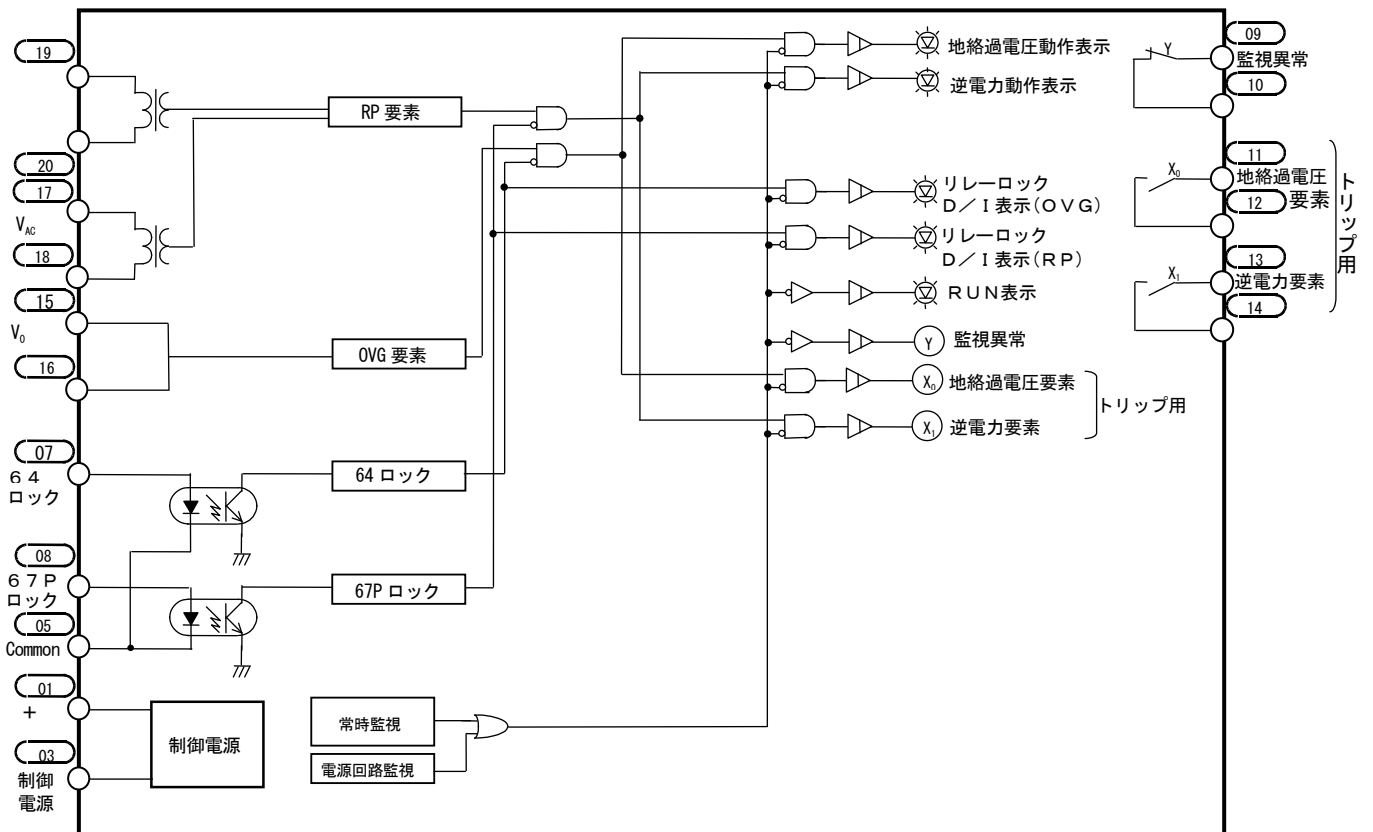 19
20
17
V_AC
18
15
V_0
16
07
64
ロック
08
67P
ロック
05
Common
01
+
03
制御
電源
RP 要素
OVG 要素
64 ロック
67P ロック
制御電源
常時監視
電源回路監視
地絡過電圧動作表示
逆電力動作表示
リレーロック
D/I 表示(OVG)
リレーロック
D/I 表示(RP)
RUN表示
Y 監視異常
X₀ 地絡過電圧要素
X₁ 逆電力要素
トリップ用
09
Y
監視異常
10
11
X₀
地絡過電圧
12 要素
13
X₁
逆電力要素
14
トリップ用